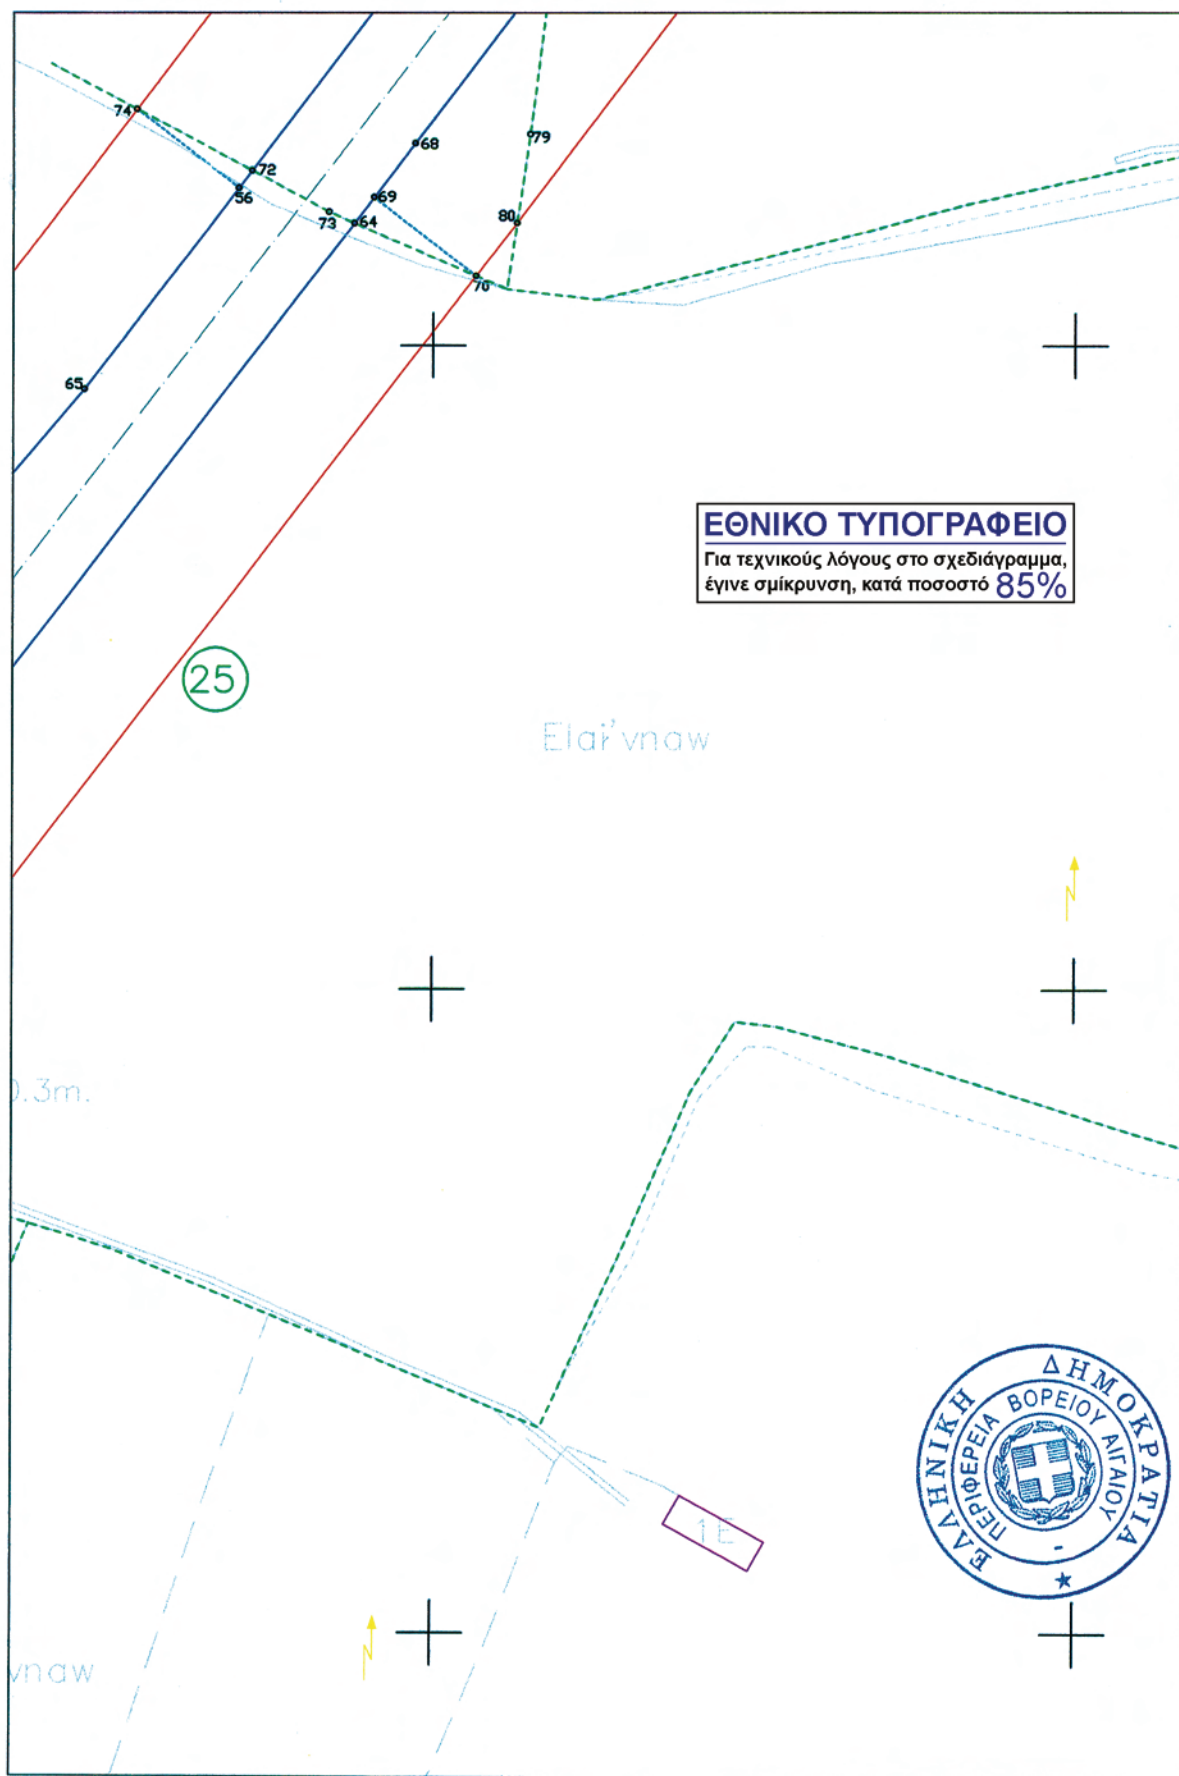 74
72
68
79
56
69
73
64
80
70
65
ΕΘΝΙΚΟ ΤΥΠΟΓΡΑΦΕΙΟ
Για τεχνικούς λόγους στο σχεδιάγραμμα,
έγινε σμίκρυνση, κατά ποσοστό 85%
25
Elai'vnaw
N
0.3m.
ΕΛΛΗΝΙΚΗ ΔΗΜΟΚΡΑΤΙΑ
ΠΕΡΙΦΕΡΕΙΑ ΒΟΡΕΙΟΥ ΑΙΓΑΙΟΥ
1E
N
vnaw